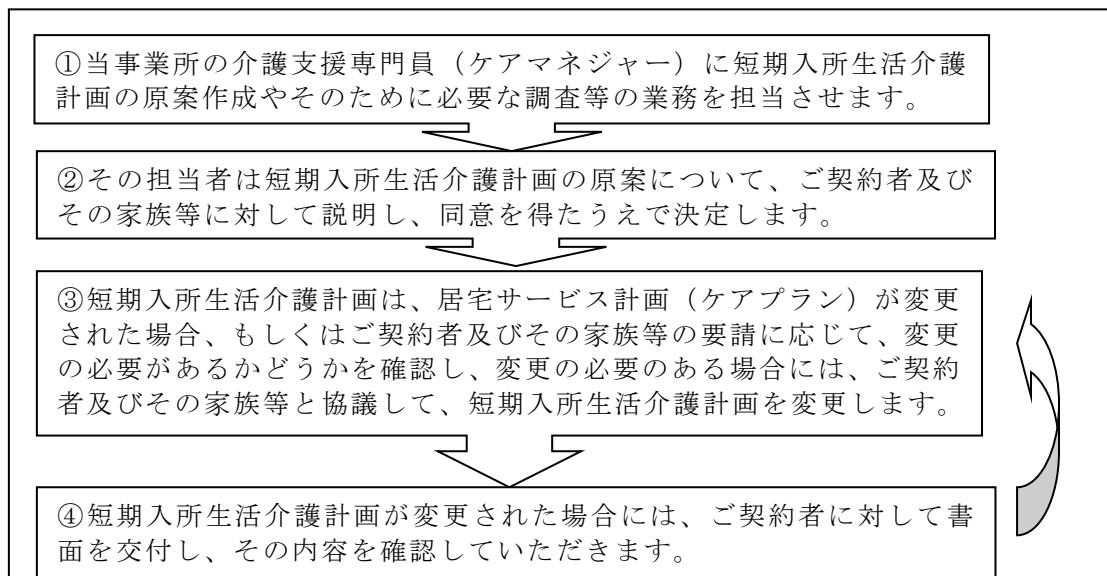 ①当事業所の介護支援専門員（ケアマネジャー）に短期入所生活介護
計画の原案作成やそのために必要な調査等の業務を担当させます。
②その担当者は短期入所生活介護計画の原案について、ご契約者及び
その家族等に対して説明し、同意を得たうえで決定します。
③短期入所生活介護計画は、居宅サービス計画（ケアプラン）が変更
された場合、もしくはご契約者及びその家族等の要請に応じて、変更
の必要があるかどうかを確認し、変更の必要のある場合には、ご契約
者及びその家族等と協議して、短期入所生活介護計画を変更します。
④短期入所生活介護計画が変更された場合には、ご契約者に対して書
面を交付し、その内容を確認していただきます。